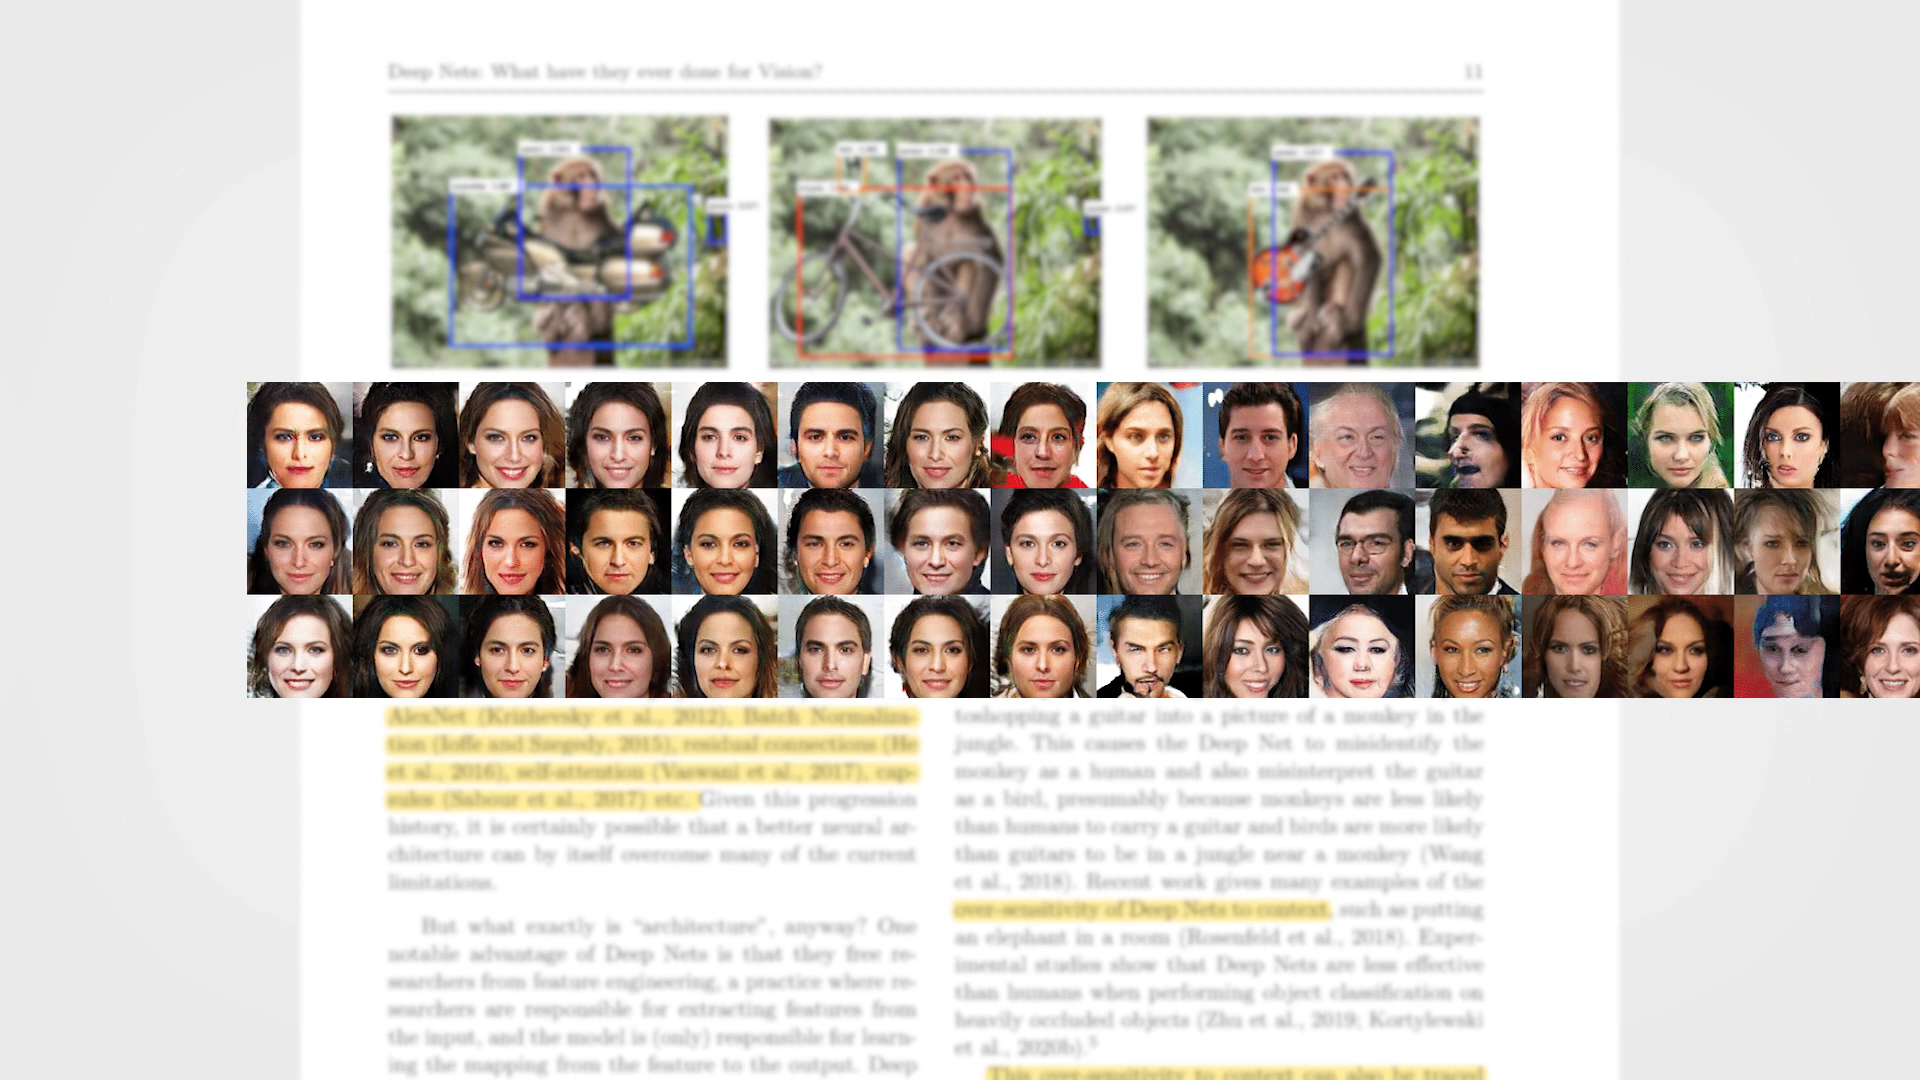 Deep Nets: What have they ever done for Vision?
11
AlexNet (Krizhevsky et al., 2012), Batch Normaliza-
tion (Ioffe and Szegedy, 2015), residual connections (He
et al., 2016), self-attention (Vaswani et al., 2017), cap-
sules (Sabour et al., 2017) etc. Given this progression
history, it is certainly possible that a better neural ar-
chitecture can by itself overcome many of the current
limitations.
But what exactly is “architecture”, anyway? One
notable advantage of Deep Nets is that they free re-
searchers from feature engineering, a practice where re-
searchers are responsible for extracting features from
the input, and the model is (only) responsible for learn-
ing the mapping from the feature to the output. Deep
toshopping a guitar into a picture of a monkey in the
jungle. This causes the Deep Net to misidentify the
monkey as a human and also misinterpret the guitar
as a bird, presumably because monkeys are less likely
than humans to carry a guitar and birds are more likely
than guitars to be in a jungle near a monkey (Wang
et al., 2018). Recent work gives many examples of the
over-sensitivity of Deep Nets to context, such as putting
an elephant in a room (Rosenfeld et al., 2018). Exper-
imental studies show that Deep Nets are less effective
than humans when performing object classification on
heavily occluded objects (Zhu et al., 2019; Kortylewski
et al., 2020b).5
This over-sensitivity to context can also be traced